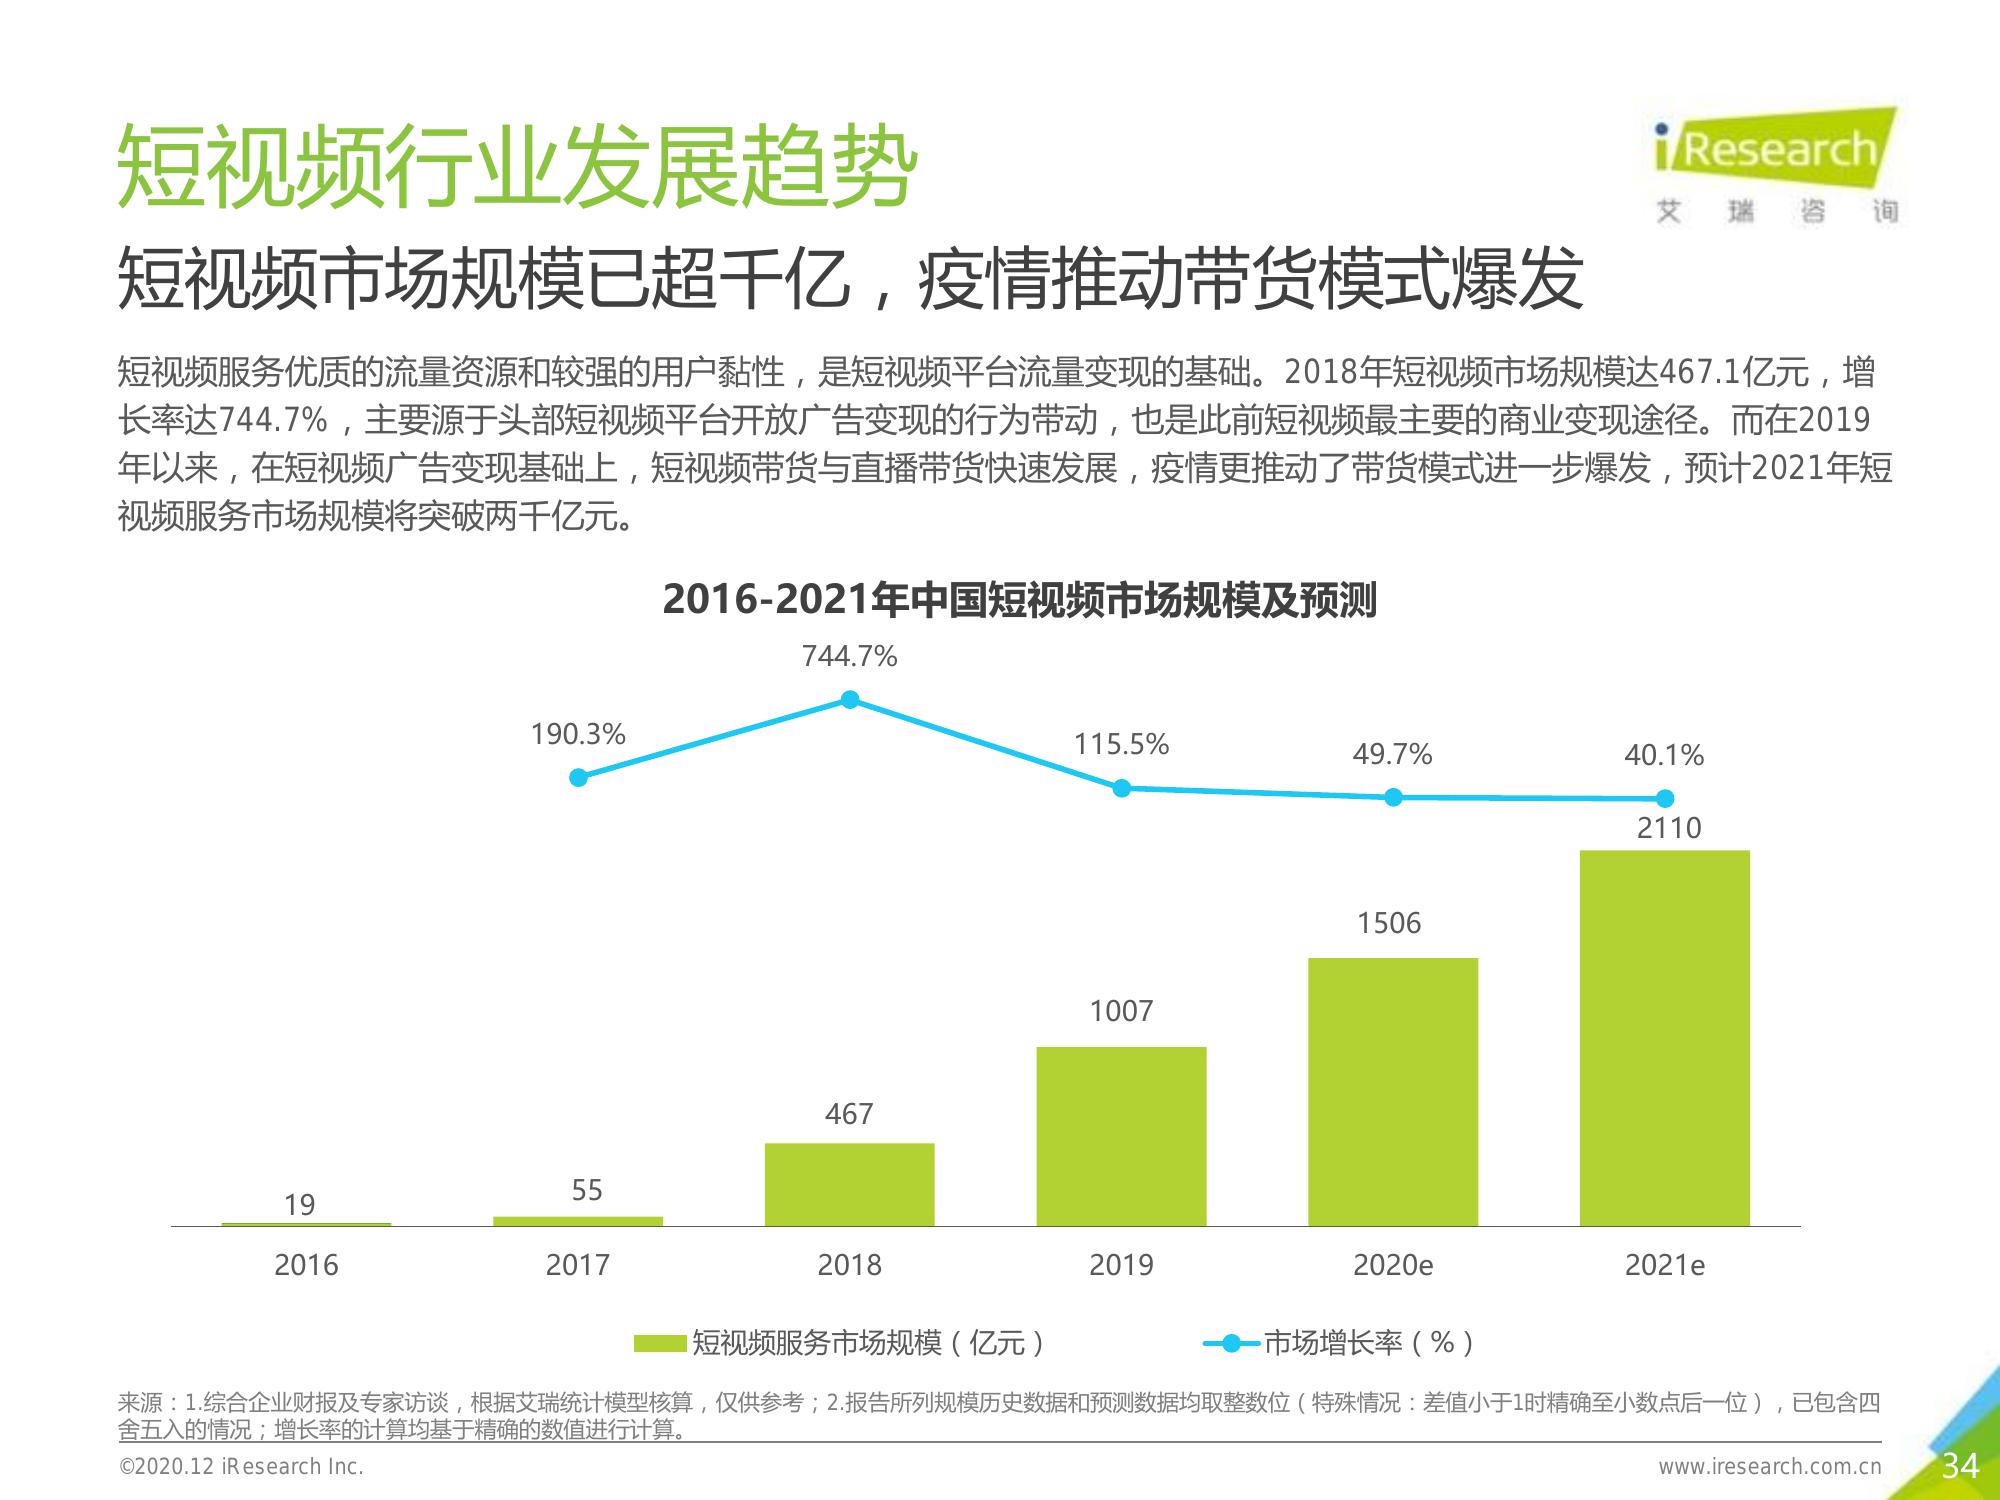 短视频行业发展趋势
iResearch
艾瑞咨询
短视频市场规模已超千亿，疫情推动带货模式爆发
短视频服务优质的流量资源和较强的用户黏性，是短视频平台流量变现的基础。2018年短视频市场规模达467.1亿元，增
长率达744.7%，主要源于头部短视频平台开放广告变现的行为带动，也是此前短视频最主要的商业变现途径。而在2019
年以来，在短视频广告变现基础上，短视频带货与直播带货快速发展，疫情更推动了带货模式进一步爆发，预计2021年短
视频服务市场规模将突破两千亿元。
2016-2021年中国短视频市场规模及预测
744.7%
190.3%
115.5%
49.7%
40.1%
2110
1506
1007
467
55
19
2016 2017 2018 2019 2020e 2021e
短视频服务市场规模（亿元） 市场增长率（%）
来源：1.综合企业财报及专家访谈，根据艾瑞统计模型核算，仅供参考；2.报告所列规模历史数据和预测数据均取整数位（特殊情况：差值小于1时精确至小数点后一位），已包含四
舍五入的情况；增长率的计算均基于精确的数值进行计算。
©2020.12 iResearch Inc. www.iresearch.com.cn 34